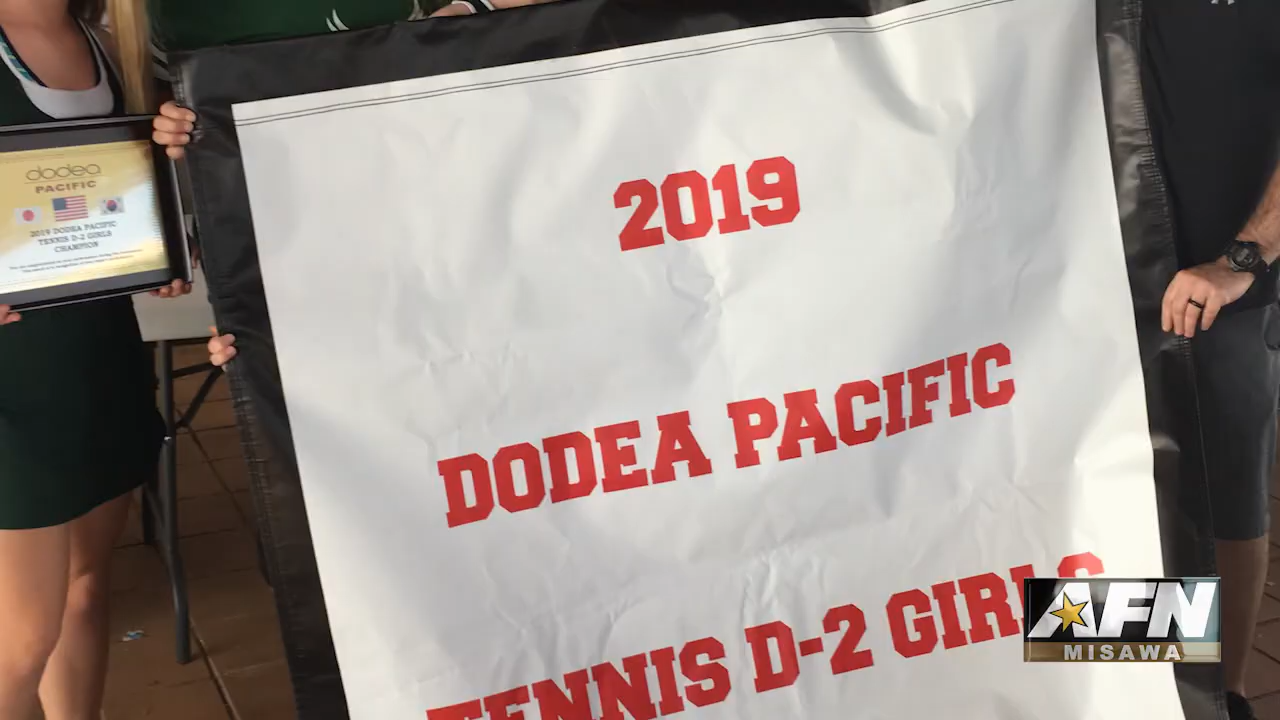 2019
DODEA PACIFIC
TENNIS D-2 GIRLS
dodea
PACIFIC
2019 DODEA PACIFIC
TENNIS D-2 GIRLS
CHAMPION
AFN
MISAWA